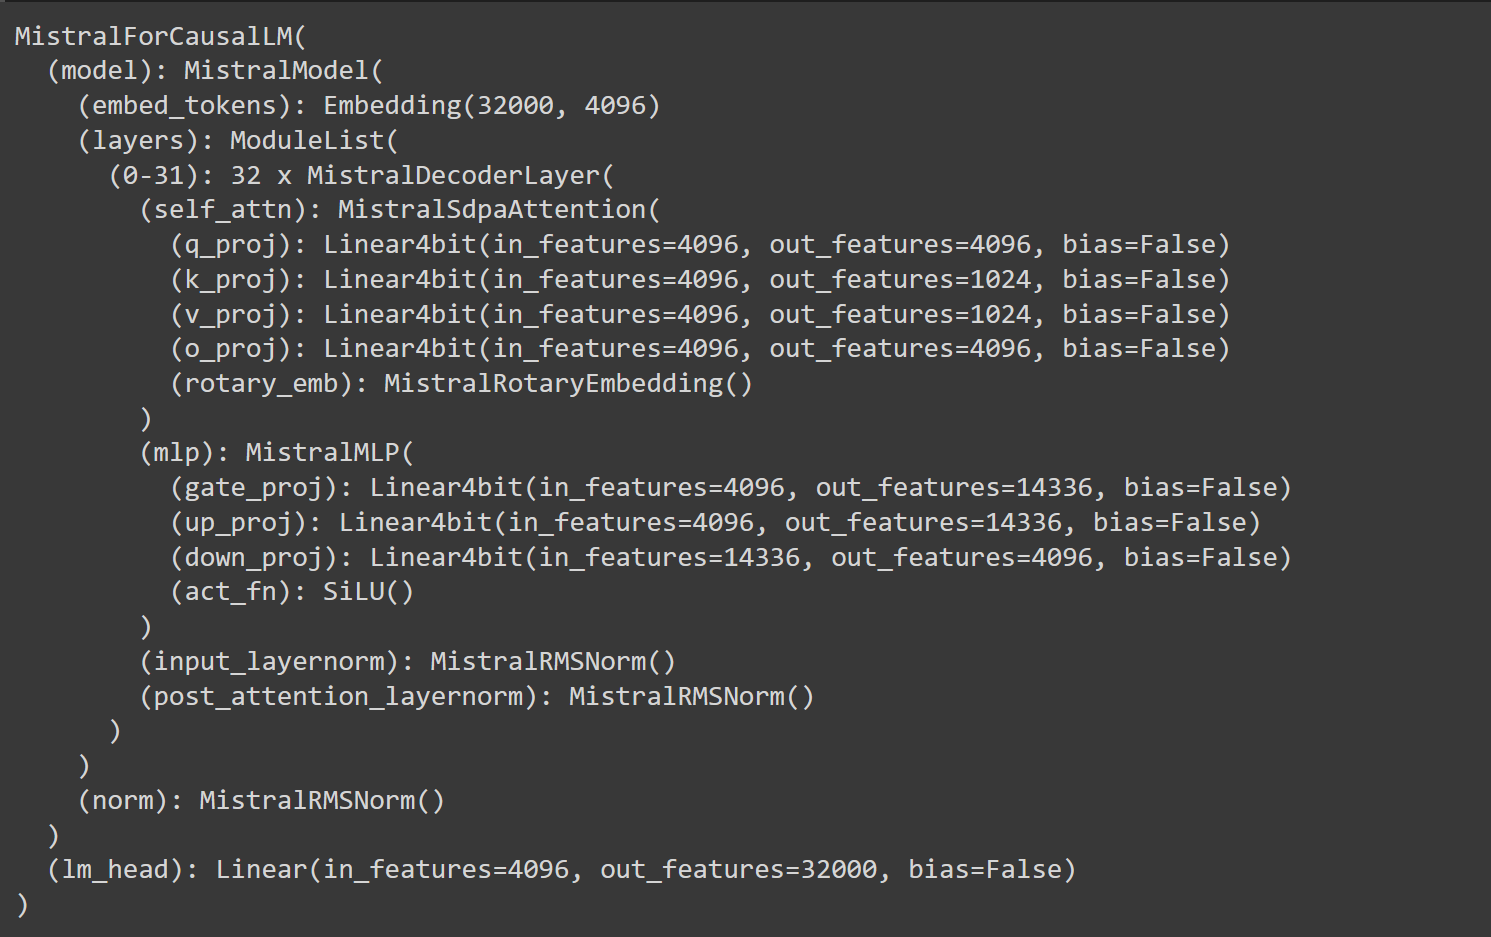 MistralForCausalLM(
  (model): MistralModel(
    (embed_tokens): Embedding(32000, 4096)
    (layers): ModuleList(
      (0-31): 32 x MistralDecoderLayer(
        (self_attn): MistralSdpaAttention(
          (q_proj): Linear4bit(in_features=4096, out_features=4096, bias=False)
          (k_proj): Linear4bit(in_features=4096, out_features=1024, bias=False)
          (v_proj): Linear4bit(in_features=4096, out_features=1024, bias=False)
          (o_proj): Linear4bit(in_features=4096, out_features=4096, bias=False)
          (rotary_emb): MistralRotaryEmbedding()
        )
        (mlp): MistralMLP(
          (gate_proj): Linear4bit(in_features=4096, out_features=14336, bias=False)
          (up_proj): Linear4bit(in_features=4096, out_features=14336, bias=False)
          (down_proj): Linear4bit(in_features=14336, out_features=4096, bias=False)
          (act_fn): SiLU()
        )
        (input_layernorm): MistralRMSNorm()
        (post_attention_layernorm): MistralRMSNorm()
      )
    )
    (norm): MistralRMSNorm()
  )
  (lm_head): Linear(in_features=4096, out_features=32000, bias=False)
)